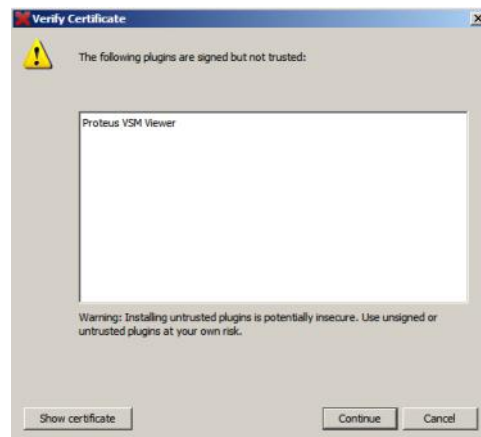 Verify Certificate
The following plugins are signed but not trusted:
Proteus VSM Viewer
Warning: Installing untrusted plugins is potentially insecure. Use unsigned or
untrusted plugins at your own risk.
Show certificate
Continue
Cancel